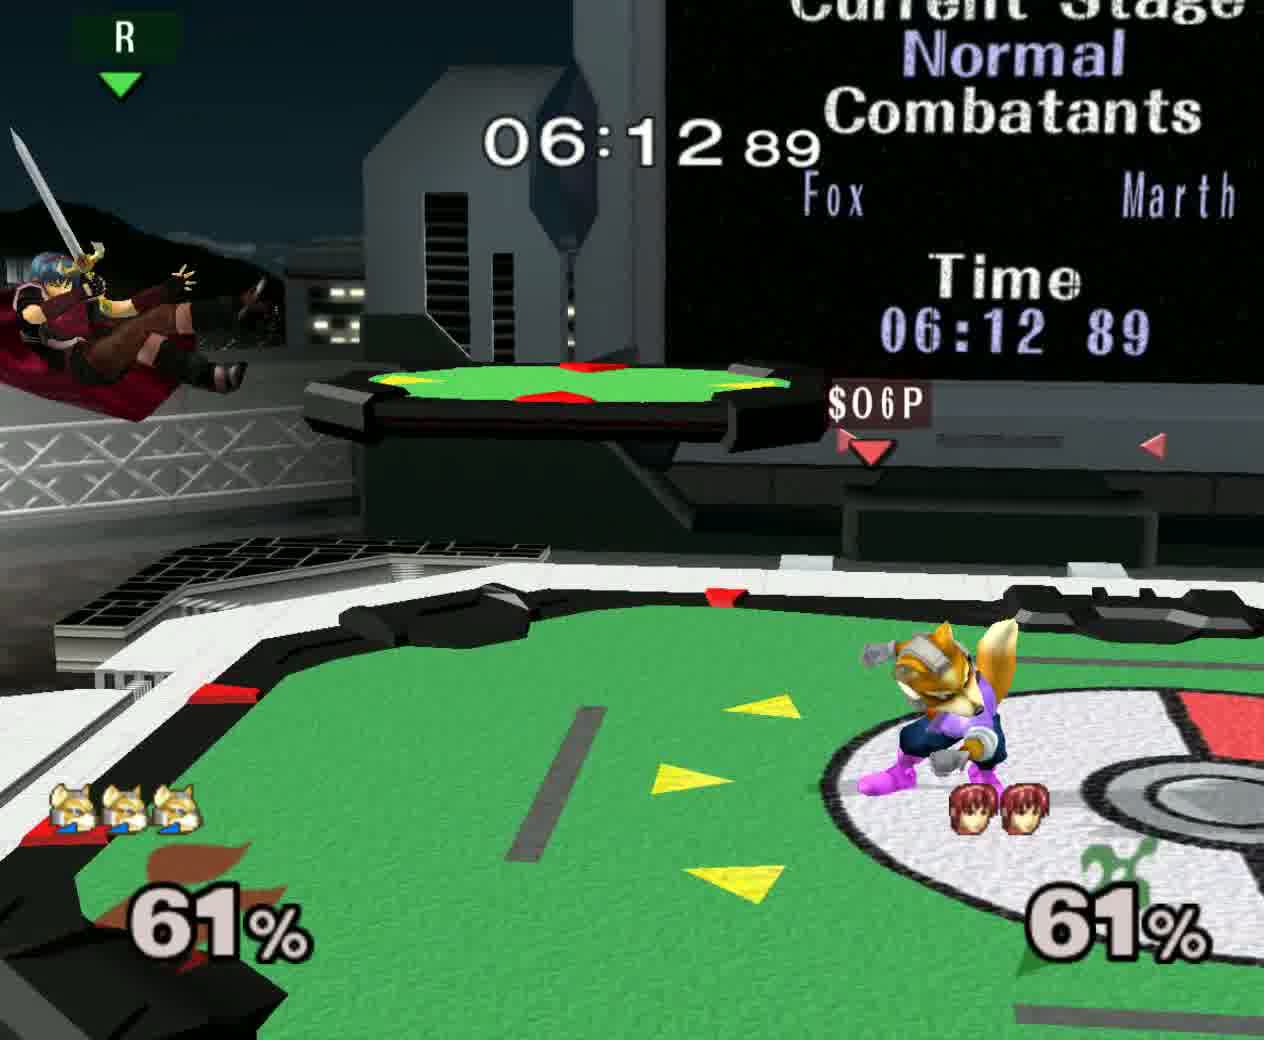 R
Current Stage
Normal
Combatants
06:12 89
Fox Marth
Time
06:12 89
$06P
61% 61%